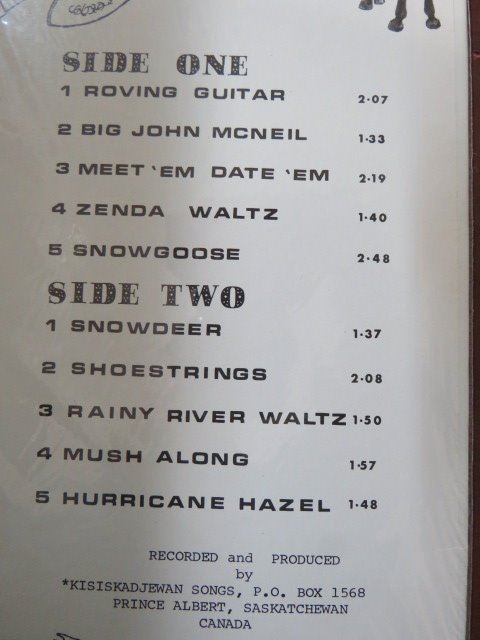 SIDE ONE
1 ROVING GUITAR 2·07
2 BIG JOHN MCNEIL 1·33
3 MEET 'EM DATE 'EM 2·19
4 ZENDA WALTZ 1·40
5 SNOWGOOSE 2·48
SIDE TWO
1 SNOWDEER 1·37
2 SHOESTRINGS 2·08
3 RAINY RIVER WALTZ 1·50
4 MUSH ALONG 1·57
5 HURRICANE HAZEL 1·48
RECORDED and PRODUCED
by
*KISISKADJEWAN SONGS, P.O. BOX 1568
PRINCE ALBERT, SASKATCHEWAN
CANADA